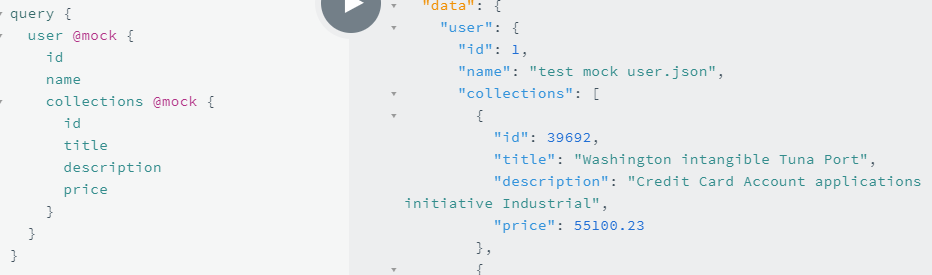 query {
user @mock {
id
name
collections @mock {
id
title
description
price
}
}
}
"data": {
"user": {
"id": 1,
"name": "test mock user.json",
"collections": [
{
"id": 39692,
"title": "Washington intangible Tuna Port",
"description": "Credit Card Account applications
initiative Industrial",
"price": 55100.23
},
{